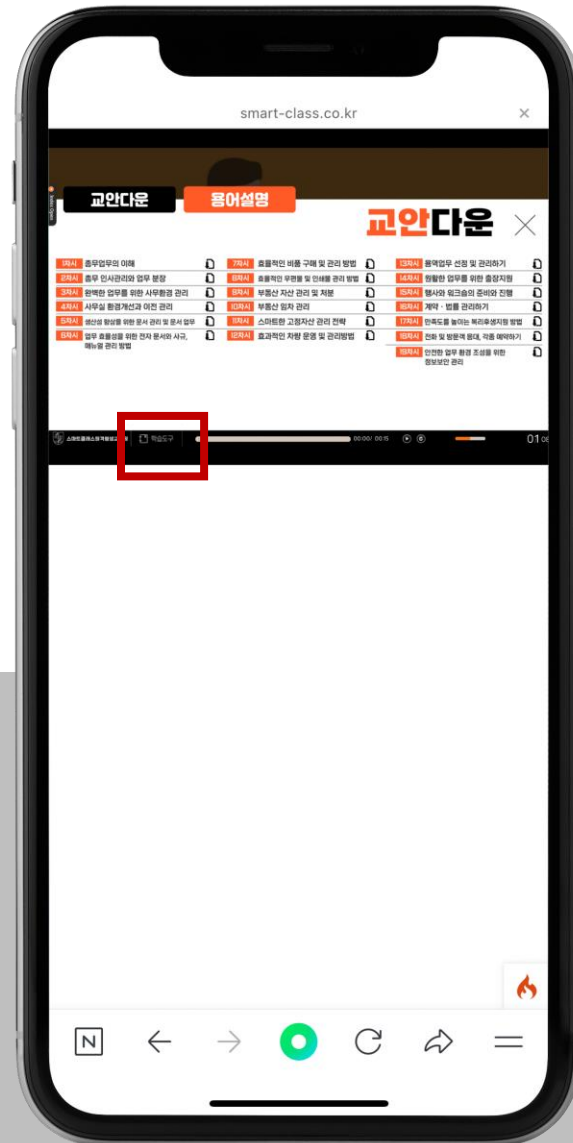 smart-class.co.kr
Index Open
교안다운
용어설명
교안다운
1차시 총무업무의 이해
2차시 총무 인사관리와 업무 분장
3차시 완벽한 업무를 위한 사무환경 관리
4차시 사무실 환경개선과 이전 관리
5차시 생산성 향상을 위한 문서 관리 및 문서 업무
6차시 업무 효율성을 위한 전자 문서와 사규,
매뉴얼 관리 방법
7차시 효율적인 비품 구매 및 관리 방법
8차시 효율적인 우편물 및 인쇄물 관리 방법
9차시 부동산 자산 관리 및 처분
10차시 부동산 임차 관리
11차시 스마트한 고정자산 관리 전략
12차시 효과적인 차량 운영 및 관리방법
13차시 용역업무 선정 및 관리하기
14차시 원활한 업무를 위한 출장지원
15차시 행사와 워크숍의 준비와 진행
16차시 계약·법률 관리하기
17차시 만족도를 높이는 복리후생지원 방법
18차시 전화 및 방문객 응대, 각종 예약하기
19차시 안전한 업무 환경 조성을 위한
정보보안 관리
학습도구
00:00/ 00:15
01
N